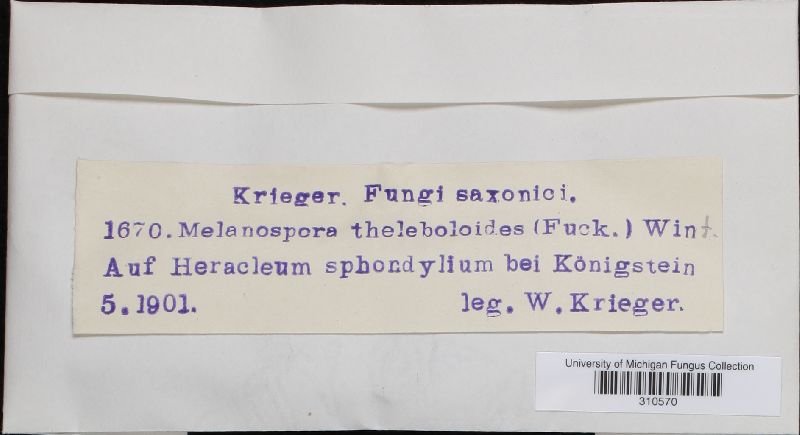 Krieger. Fungi saxonici.
1670. Melanospora theleboloides (Fuck.) Wint.
Auf Heracleum sphondylium bei Königstein
5. 1901. leg. W. Krieger.
University of Michigan Fungus Collection
310570